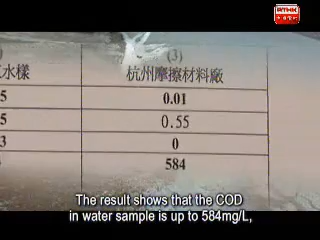 RTHK
(3)
水樣 杭州摩擦材料廠
5 0.01
5 0.55
3 0
584
The result shows that the COD
in water sample is up to 584mg/L,